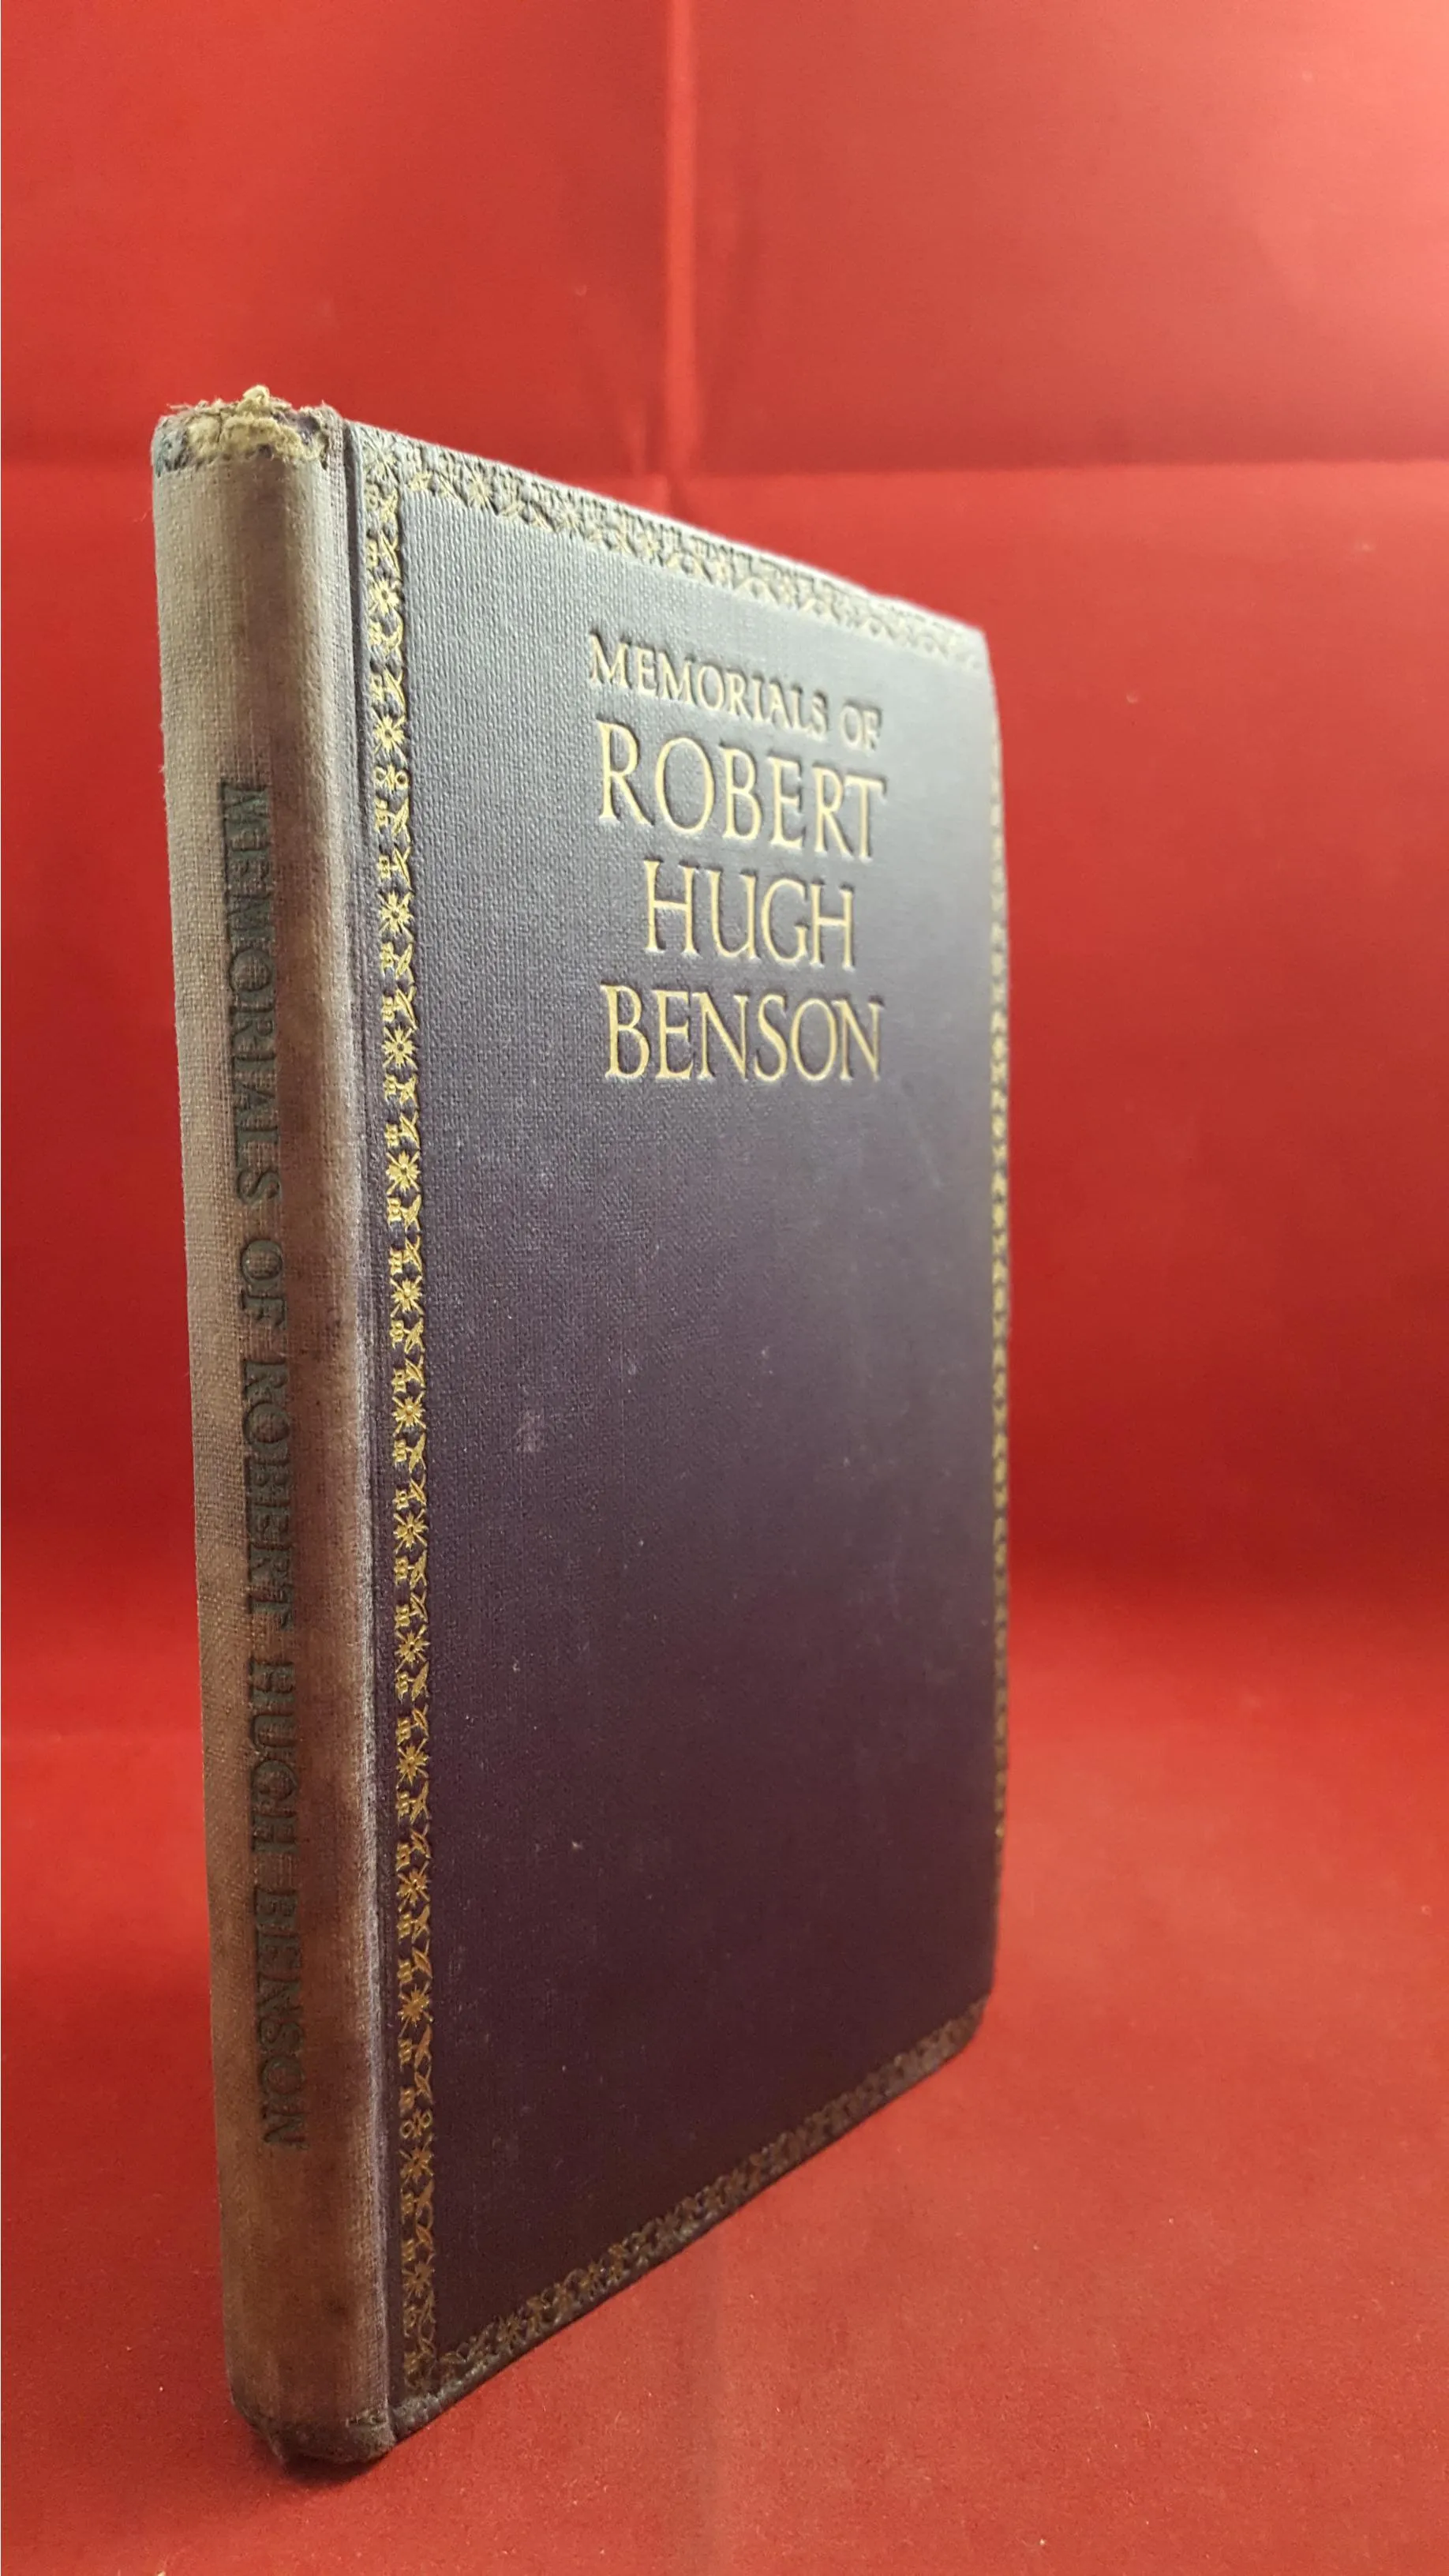 MEMORIALS OF
ROBERT
HUGH
BENSON
MEMORIALS OF ROBERT HUGH BENSON